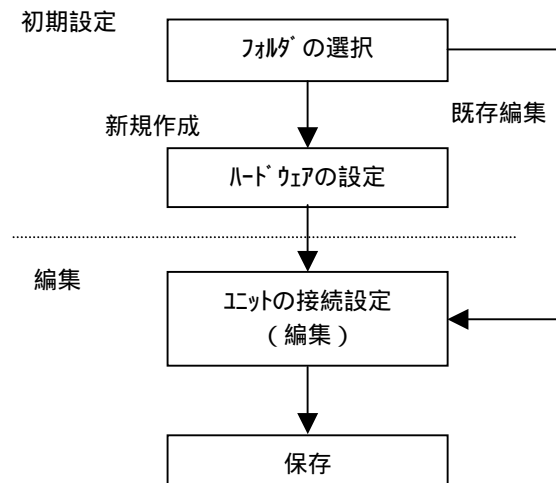 初期設定
ﾌｫﾙﾀﾞの選択
新規作成
既存編集
ﾊｰﾄﾞｳｪｱの設定
編集
ﾕﾆｯﾄの接続設定
（編集）
保存